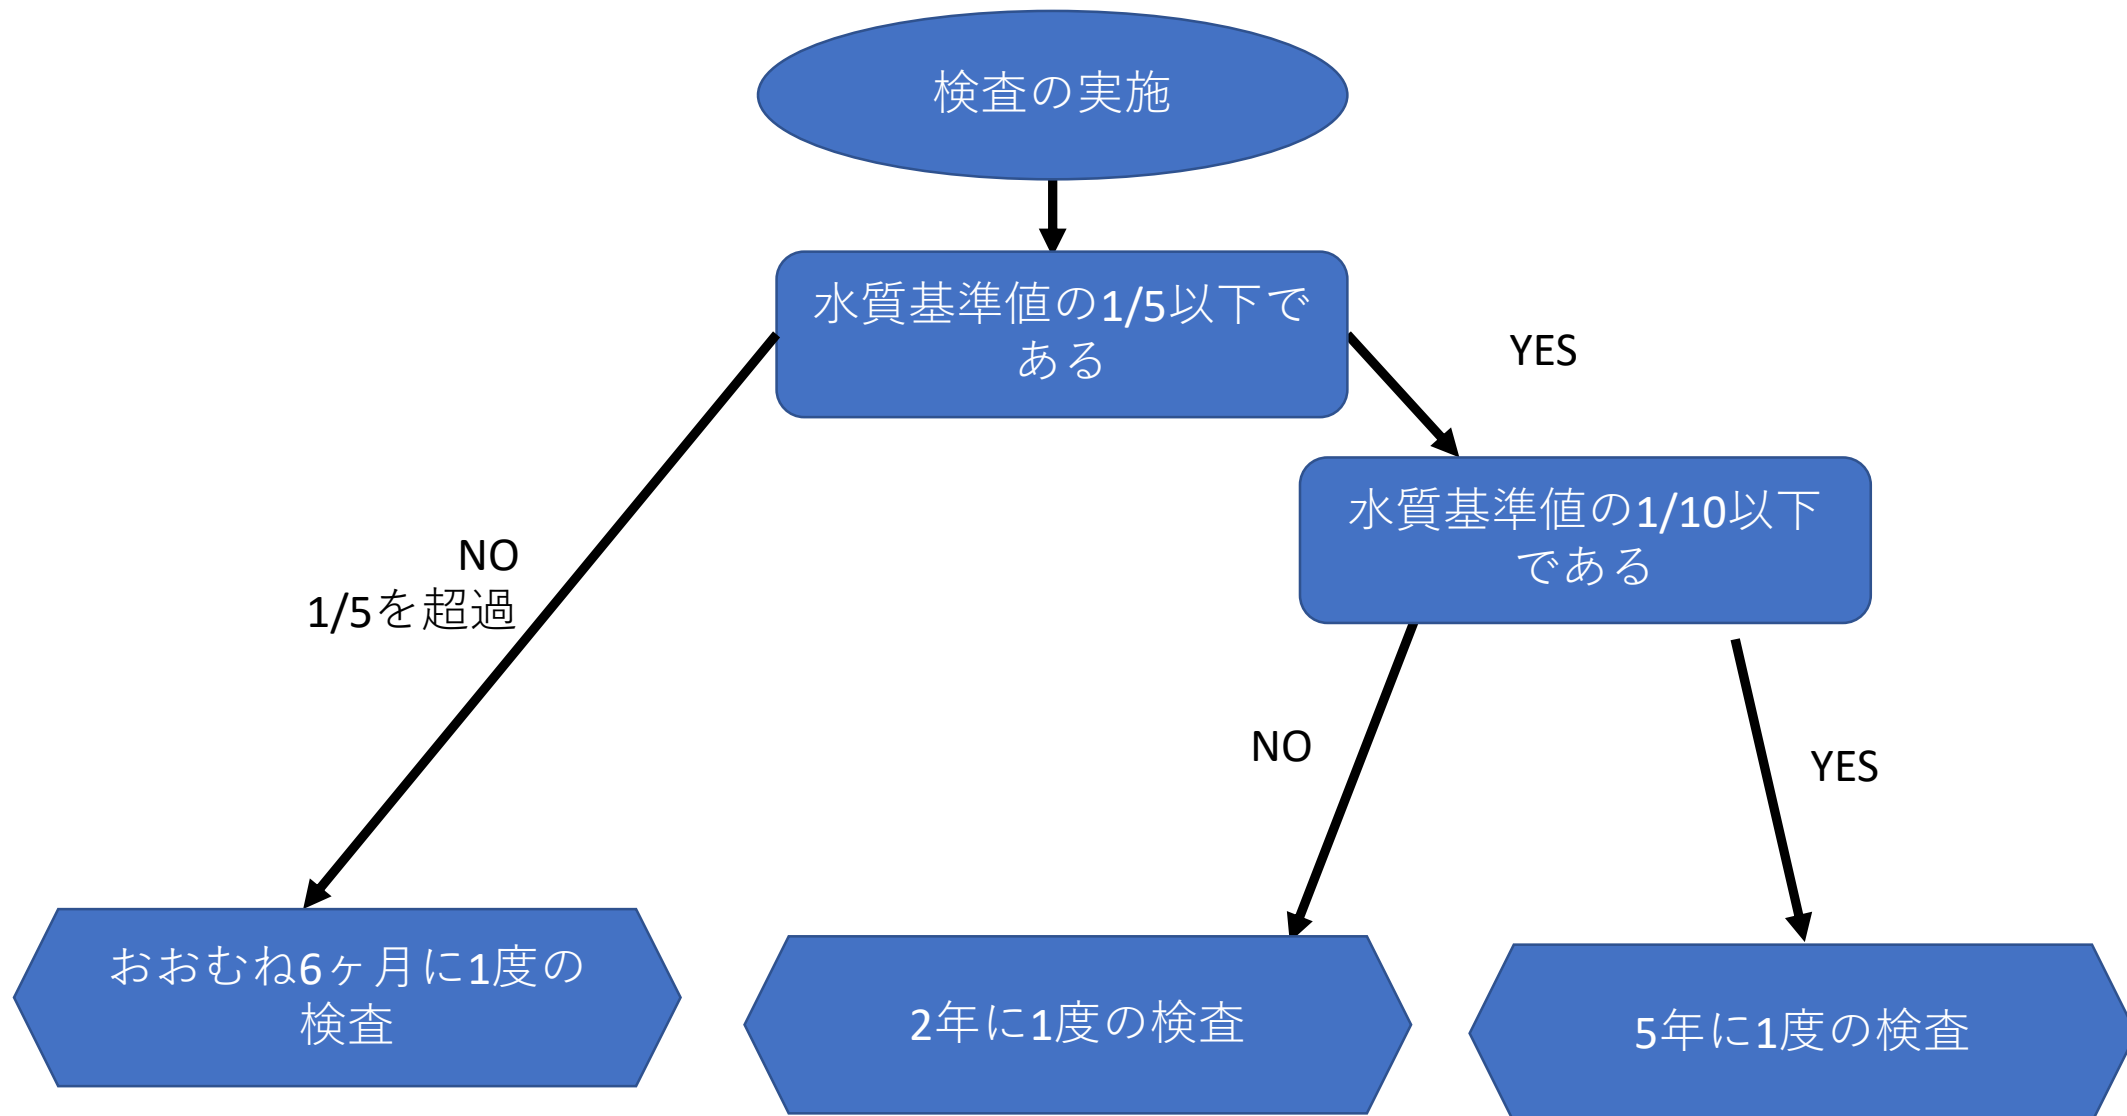 検査の実施
水質基準値の1/5以下で
ある
YES
水質基準値の1/10以下
である
NO
1/5を超過
NO
YES
おおむね6ヶ月に1度の
検査
2年に1度の検査
5年に1度の検査